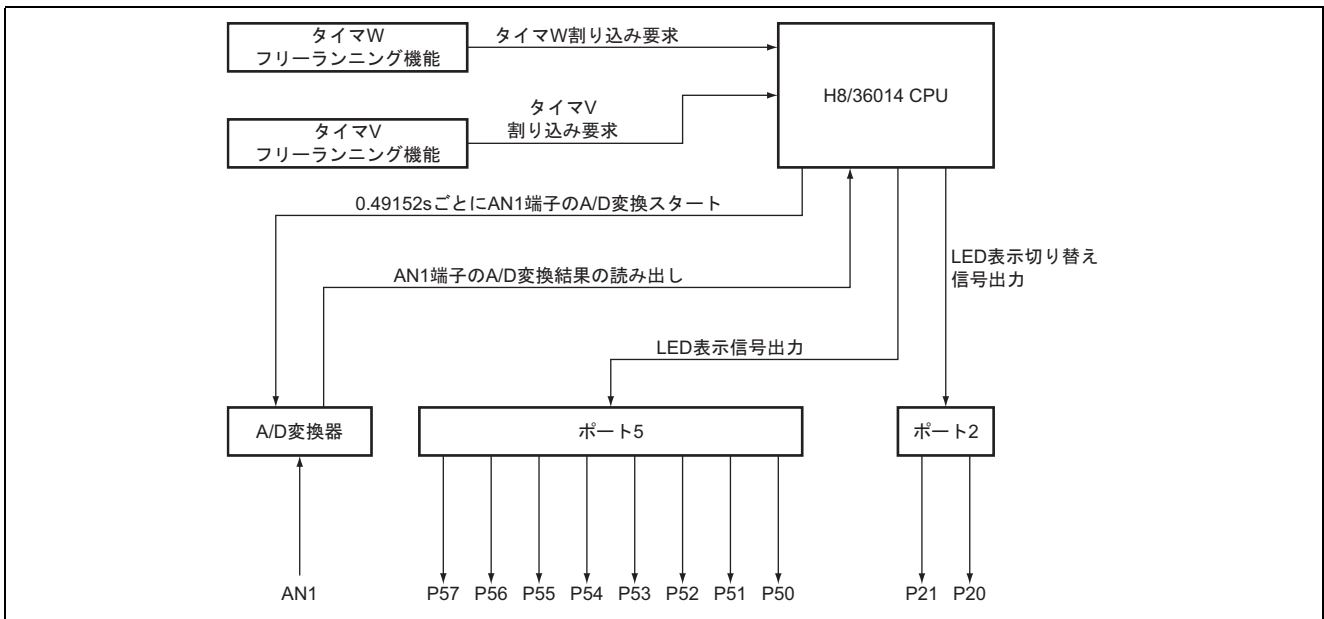 タイマW
フリーランニング機能
タイマW割り込み要求
H8/36014 CPU
タイマV
割り込み要求
タイマV
フリーランニング機能
0.49152sごとにAN1端子のA/D変換スタート
LED表示切り替え
信号出力
AN1端子のA/D変換結果の読み出し
LED表示信号出力
A/D変換器
ポート5
ポート2
AN1
P57 P56 P55 P54 P53 P52 P51 P50
P21 P20